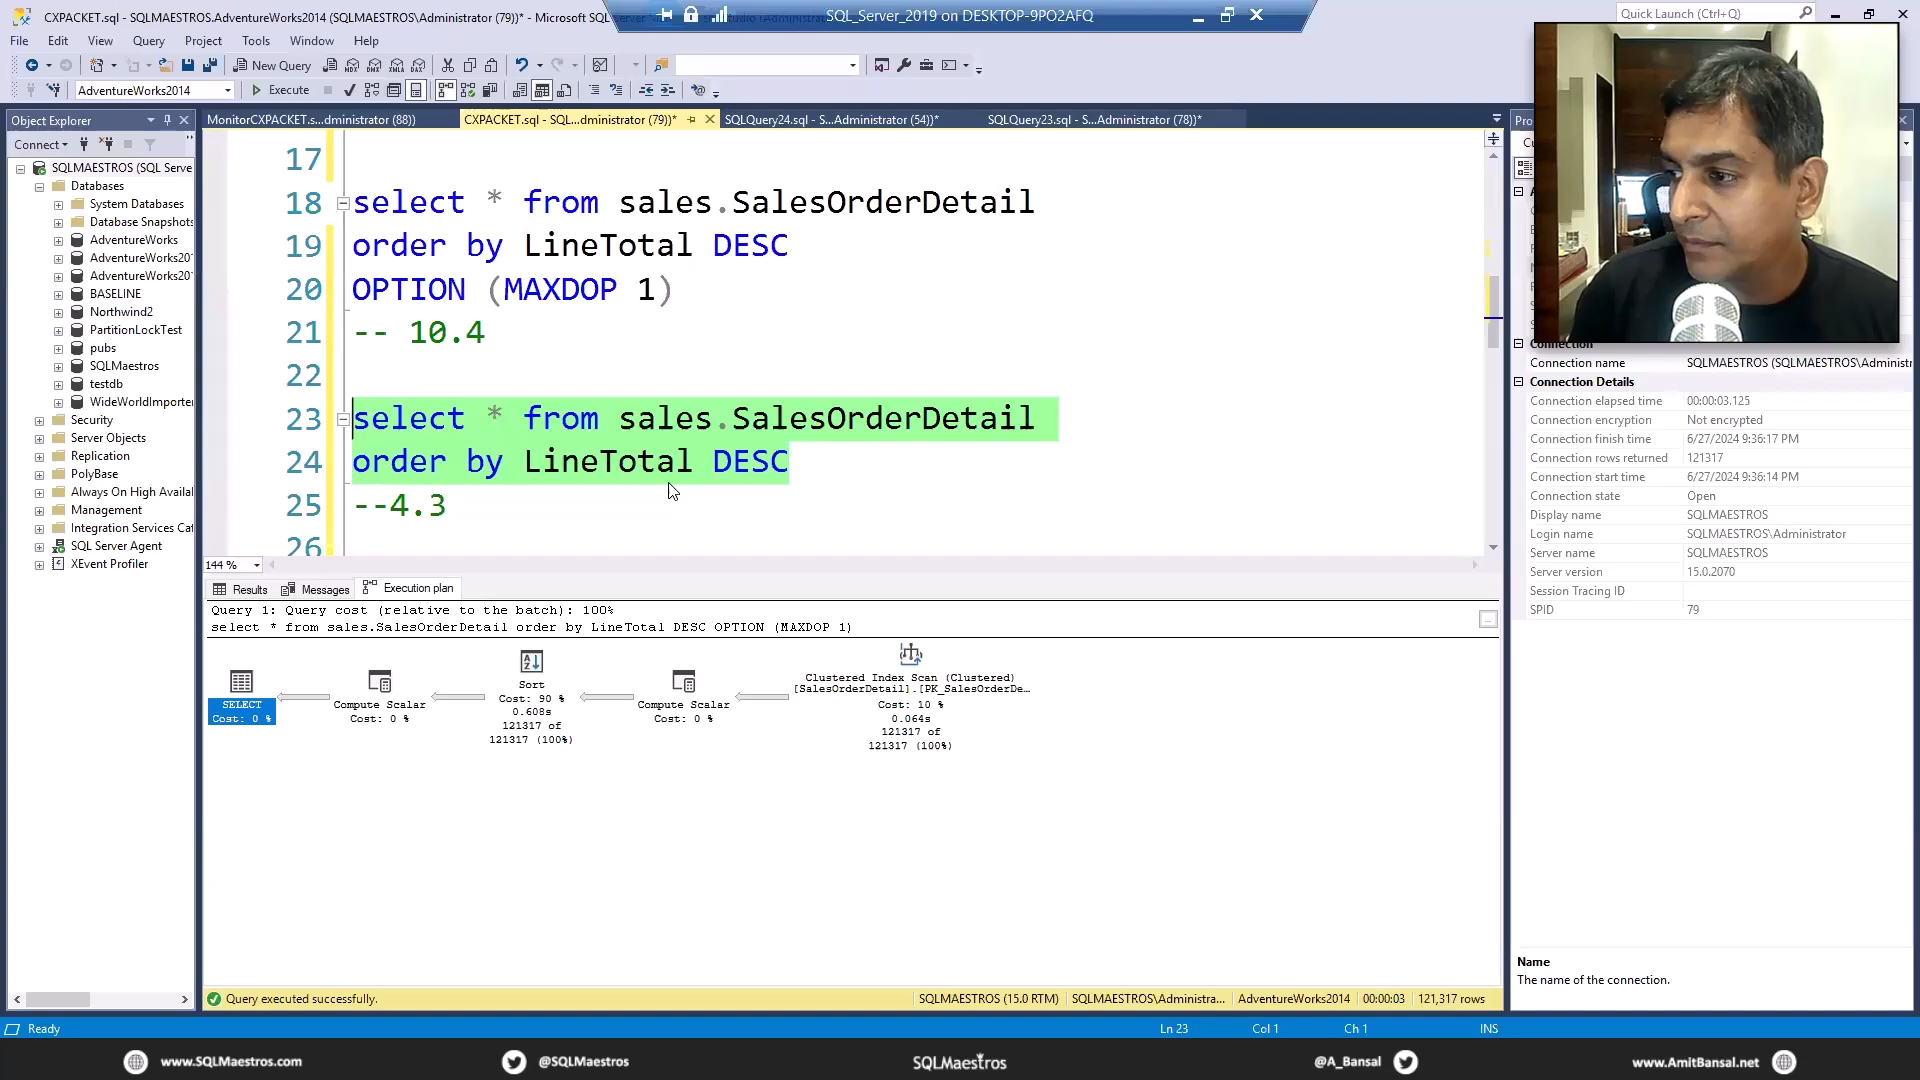 CXPACKET.sql - SQLMAESTROS.AdventureWorks2014 (SQLMAESTROS\Administrator (79))* - Microsoft SQL
SQL_Server_2019 on DESKTOP-9PO2AFQ
Quick Launch (Ctrl+Q)
File Edit View Query Project Tools Window Help
New Query
AdventureWorks2014
Execute
Object Explorer
MonitorCXPACKET.s...dministrator (88))
CXPACKET.sql - SQL...dministrator (79))*
SQLQuery24.sql - S...Administrator (54))*
SQLQuery23.sql - S...Administrator (78))*
Connect
SQLMAESTROS (SQL Serve
Databases
System Databases
Database Snapshots
AdventureWorks
AdventureWorks20
AdventureWorks20
BASELINE
Northwind2
PartitionLockTest
pubs
SQLMaestros
testdb
WideWorldImporte
Security
Server Objects
Replication
PolyBase
Always On High Availal
Management
Integration Services Cat
SQL Server Agent
XEvent Profiler
17
18 select * from sales.SalesOrderDetail
19 order by LineTotal DESC
20 OPTION (MAXDOP 1)
21 -- 10.4
22
23 select * from sales.SalesOrderDetail
24 order by LineTotal DESC
25 --4.3
26
144 %
Results Messages Execution plan
Query 1: Query cost (relative to the batch): 100%
select * from sales.SalesOrderDetail order by LineTotal DESC OPTION (MAXDOP 1)
SELECT
Cost: 0 %
Compute Scalar
Cost: 0 %
Sort
Cost: 90 %
0.608s
121317 of
121317 (100%)
Compute Scalar
Cost: 0 %
Clustered Index Scan (Clustered)
[SalesOrderDetail].[PK_SalesOrderDe...
Cost: 10 %
0.064s
121317 of
121317 (100%)
Query executed successfully.
SQLMAESTROS (15.0 RTM) SQLMAESTROS\Administra... AdventureWorks2014 00:00:03 121,317 rows
Pro
Connection
Connection name SQLMAESTROS (SQLMAESTROS\Administr
Connection Details
Connection elapsed time 00:00:03.125
Connection encryption Not encrypted
Connection finish time 6/27/2024 9:36:17 PM
Connection rows returned 121317
Connection start time 6/27/2024 9:36:14 PM
Connection state Open
Display name SQLMAESTROS
Login name SQLMAESTROS\Administrator
Server name SQLMAESTROS
Server version 15.0.2070
Session Tracing ID
SPID 79
Name
The name of the connection.
Ready
Ln 23 Col 1 Ch 1 INS
www.SQLMaestros.com @SQLMaestros SQLMaestros @A_Bansal www.AmitBansal.net